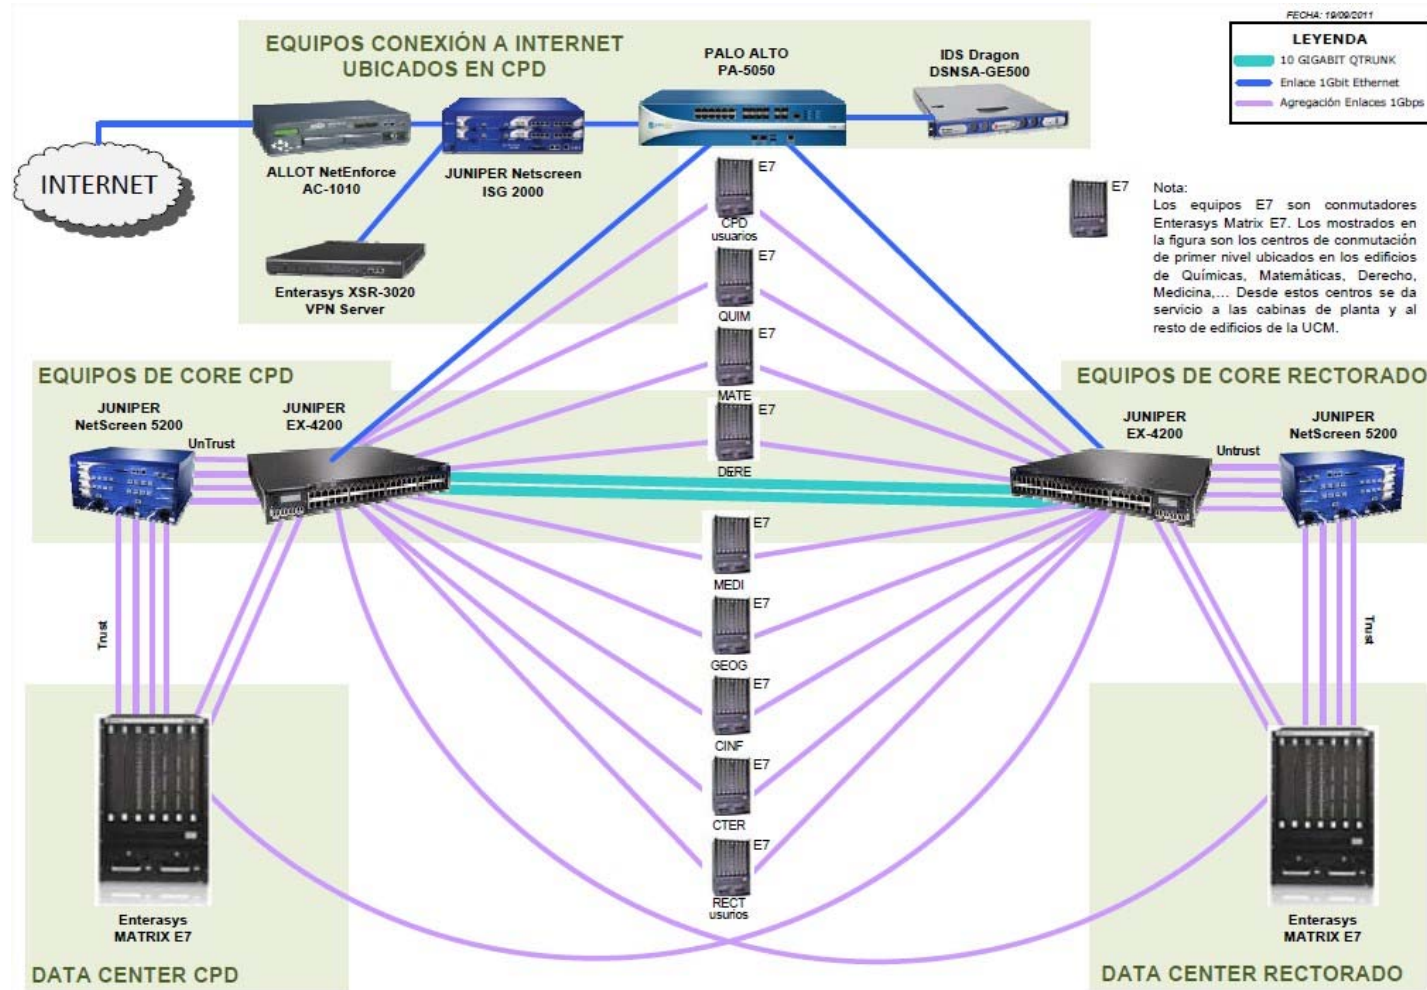 FECHA: 19/09/2011
LEYENDA
10 GIGABIT QTRUNK
Enlace 1Gbit Ethernet
Agregación Enlaces 1Gbps
EQUIPOS CONEXIÓN A INTERNET
UBICADOS EN CPD
PALO ALTO
PA-5050
IDS Dragon
DSNSA-GE500
INTERNET
ALLOT NetEnforce
AC-1010
JUNIPER Netscreen
ISG 2000
Enterasys XSR-3020
VPN Server
E7
Nota:
Los equipos E7 son conmutadores
Enterasys Matrix E7. Los mostrados en
la figura son los centros de conmutación
de primer nivel ubicados en los edificios
de Químicas, Matemáticas, Derecho,
Medicina,... Desde estos centros se da
servicio a las cabinas de planta y al
resto de edificios de la UCM.
E7
CPD
usuarios
E7
QUIM
E7
MATE
E7
DERE
EQUIPOS DE CORE CPD
JUNIPER
NetScreen 5200
UnTrust
JUNIPER
EX-4200
EQUIPOS DE CORE RECTORADO
JUNIPER
EX-4200
Untrust
JUNIPER
NetScreen 5200
E7
MEDI
E7
GEOG
E7
CINF
E7
CTER
E7
RECT
usurios
Trust
Trust
Enterasys
MATRIX E7
DATA CENTER CPD
Enterasys
MATRIX E7
DATA CENTER RECTORADO